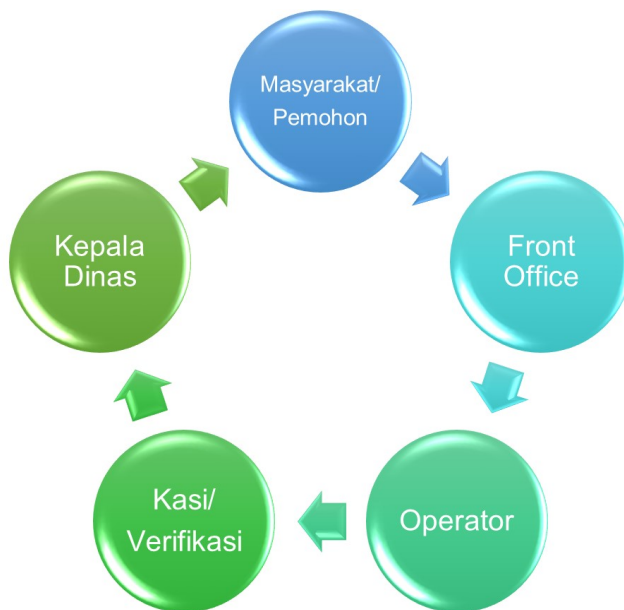 Masyarakat/
Pemohon
Front
Office
Operator
Kasi/
Verifikasi
Kepala
Dinas